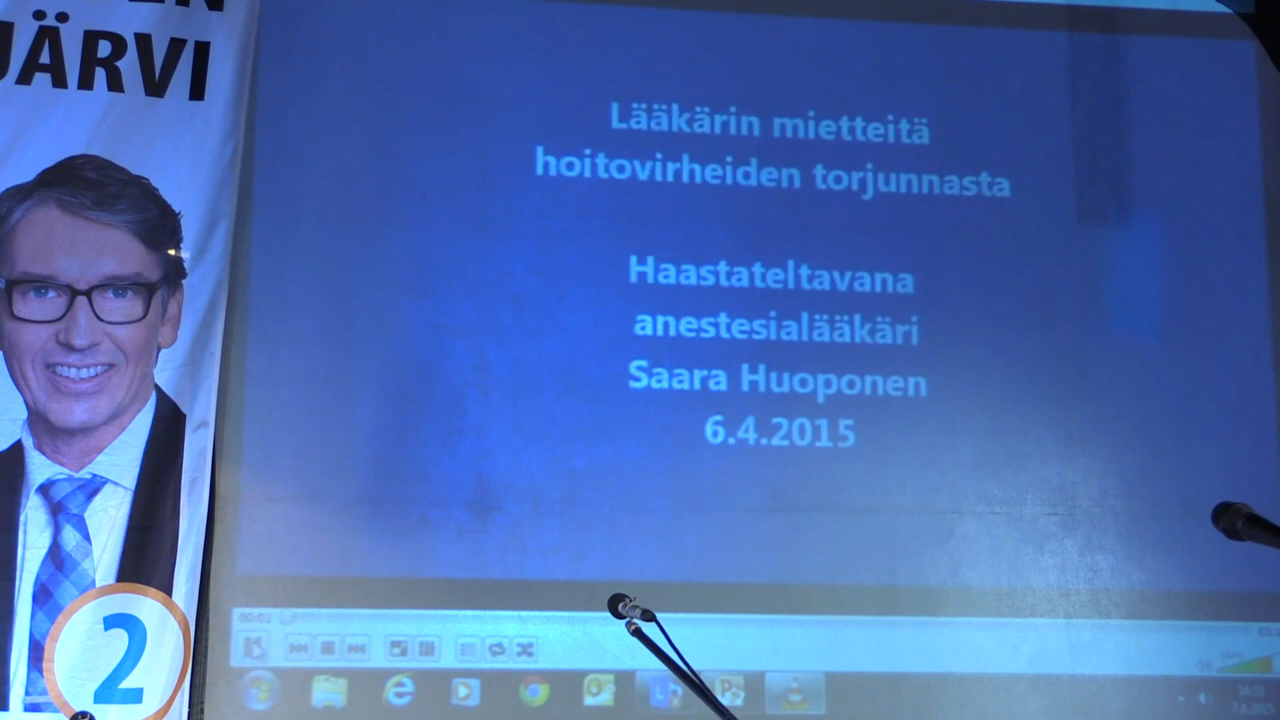 JÄRVI
2
Lääkärin mietteitä
hoitovirheiden torjunnasta
Haastateltavana
anestesialääkäri
Saara Huoponen
6.4.2015